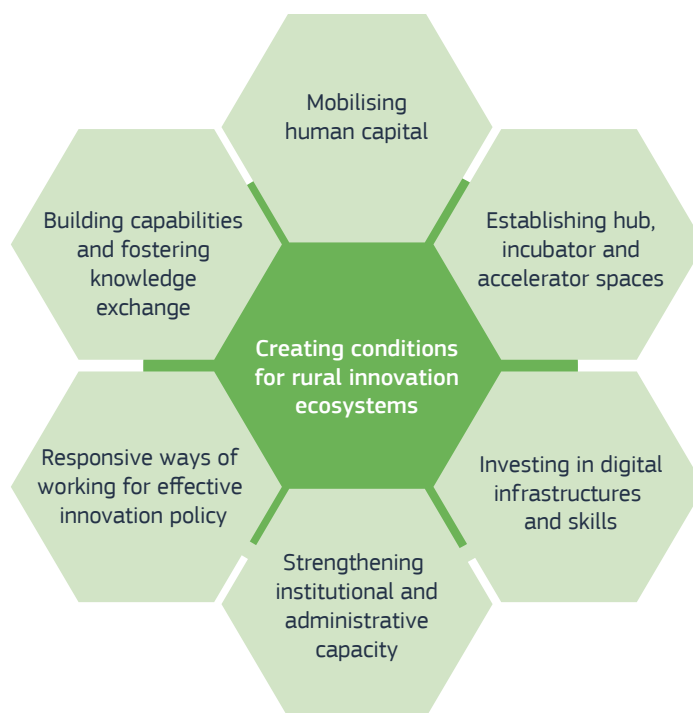 Mobilising
human capital
Building capabilities
and fostering
knowledge
exchange
Establishing hub,
incubator and
accelerator spaces
Creating conditions
for rural innovation
ecosystems
Responsive ways of
working for effective
innovation policy
Investing in digital
infrastructures
and skills
Strengthening
institutional and
administrative
capacity